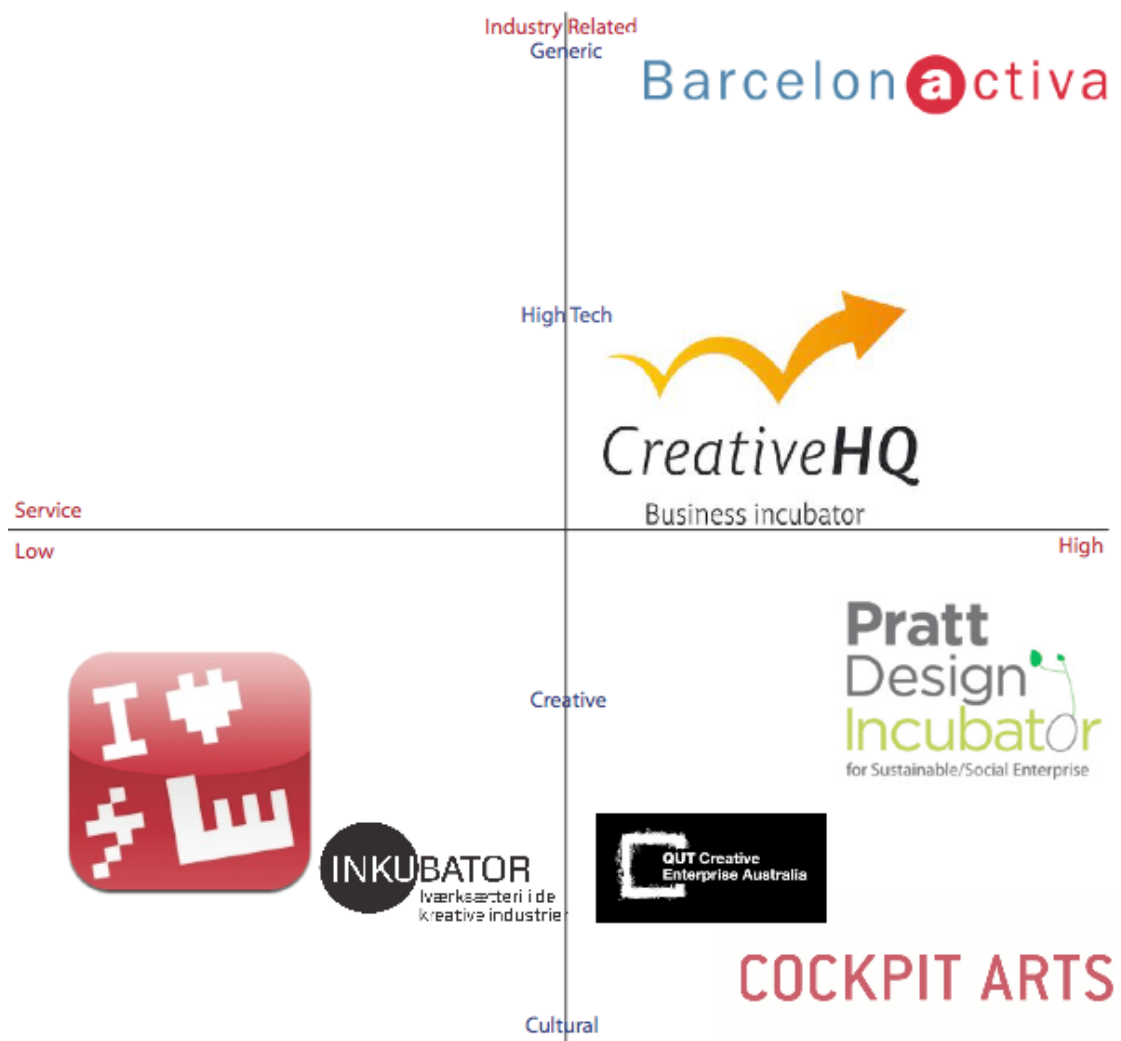 Industry Related
Generic
Barcelonactiva
High Tech
CreativeHQ
Business incubator
Service
Low
High
Pratt
Design
Incubator
for Sustainable/Social Enterprise
Creative
I
INKUBATOR
Iværksætteri i de
kreative industrier
QUT Creative
Enterprise Australia
COCKPIT ARTS
Cultural